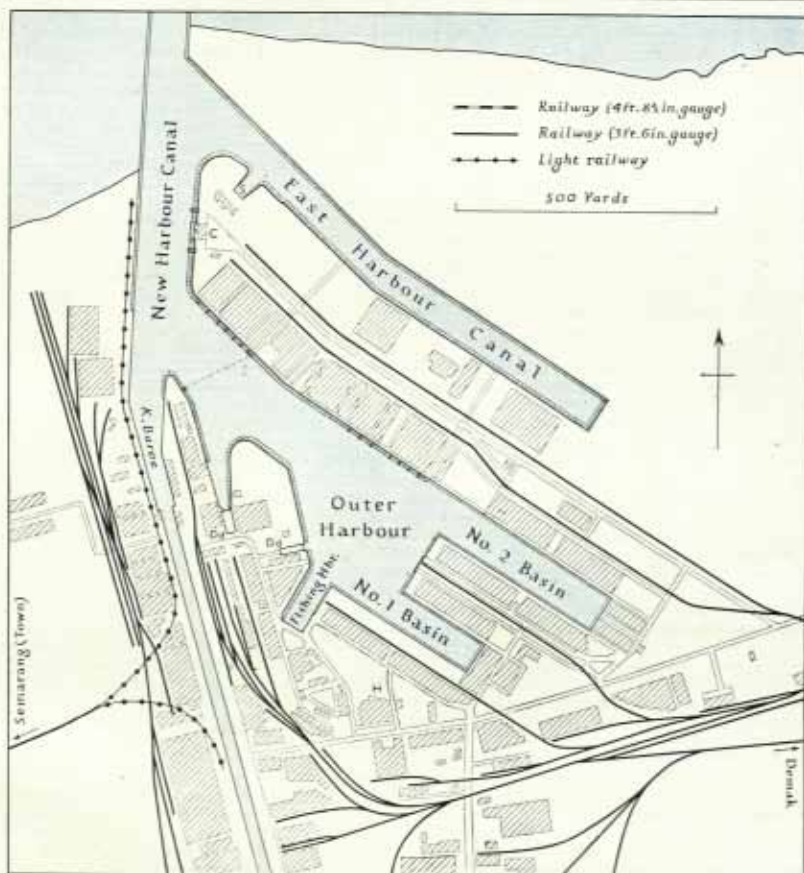 Railway (4ft. 8½in. gauge)
Railway (3ft. 6in. gauge)
Light railway
500 Yards
New Harbour Canal
East Harbour Canal
C
K. Baroe
Outer
Harbour
No. 2 Basin
No. 1 Basin
Fishing Hbr.
Semarang (Town)
H
Demak